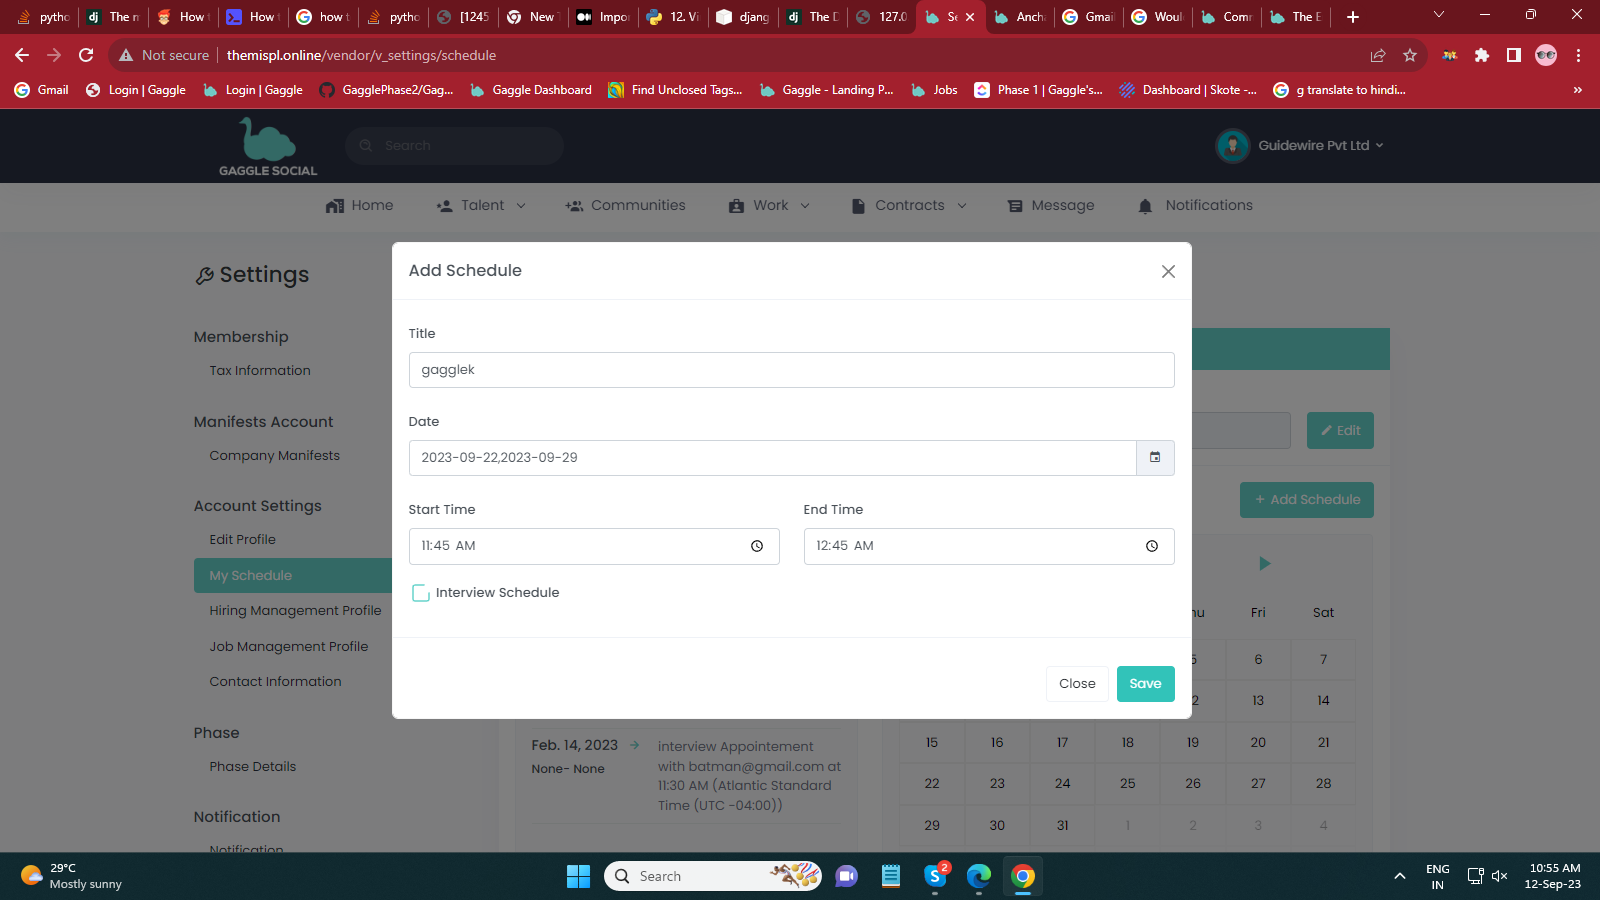 pytho
The n
How t
How t
how t
pytho
[1245
New T
Impor
12. Vi
djang
The D
127.0
Se
Ancha
Gmai
Woul
Comr
The E
Not secure
themispl.online/vendor/v_settings/schedule
Gmail
Login | Gaggle
Login | Gaggle
GagglePhase2/Gag...
Gaggle Dashboard
Find Unclosed Tags...
Gaggle - Landing P...
Jobs
Phase 1 | Gaggle's...
Dashboard | Skote -...
g translate to hindi...
GAGGLE SOCIAL
Search
Guidewire Pvt Ltd
Home
Talent
Communities
Work
Contracts
Message
Notifications
Settings
Membership
Tax Information
Manifests Account
Company Manifests
Account Settings
Edit Profile
My Schedule
Hiring Management Profile
Job Management Profile
Contact Information
Phase
Phase Details
Notification
Notification
Add Schedule
Title
gagglek
Date
2023-09-22,2023-09-29
Start Time
End Time
11:45 AM
12:45 AM
Interview Schedule
Close
Save
Edit
+ Add Schedule
Fri Sat
6 7
13 14
15 16 17 18 19 20 21
22 23 24 25 26 27 28
29 30 31 1 2 3 4
Feb. 14, 2023
None- None
interview Appointement
with batman@gmail.com at
11:30 AM (Atlantic Standard
Time (UTC -04:00))
29°C
Mostly sunny
Search
2
ENG
IN
10:55 AM
12-Sep-23